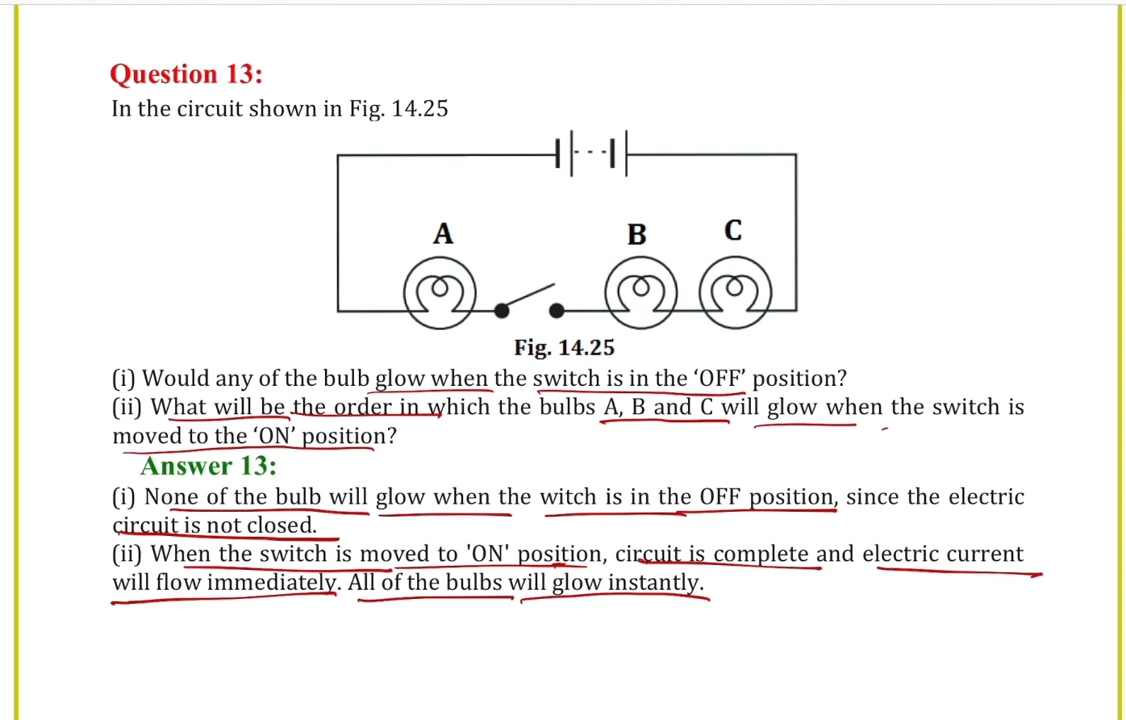 Question 13:
In the circuit shown in Fig. 14.25
A
B
C
Fig. 14.25
(i) Would any of the bulb glow when the switch is in the ‘OFF’ position?
(ii) What will be the order in which the bulbs A, B and C will glow when the switch is
moved to the ‘ON’ position?
Answer 13:
(i) None of the bulb will glow when the witch is in the OFF position, since the electric
circuit is not closed.
(ii) When the switch is moved to 'ON' position, circuit is complete and electric current
will flow immediately. All of the bulbs will glow instantly.